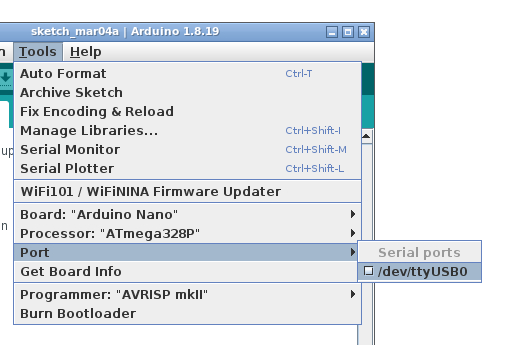 sketch_mar04a | Arduino 1.8.19
Tools Help
Auto Format Ctrl-T
Archive Sketch
Fix Encoding & Reload
Manage Libraries... Ctrl+Shift-I
Serial Monitor Ctrl+Shift-M
Serial Plotter Ctrl+Shift-L
WiFi101 / WiFiNINA Firmware Updater
Board: "Arduino Nano"
Processor: "ATmega328P"
Port
Serial ports
Get Board Info
/dev/ttyUSB0
Programmer: "AVRISP mkII"
Burn Bootloader